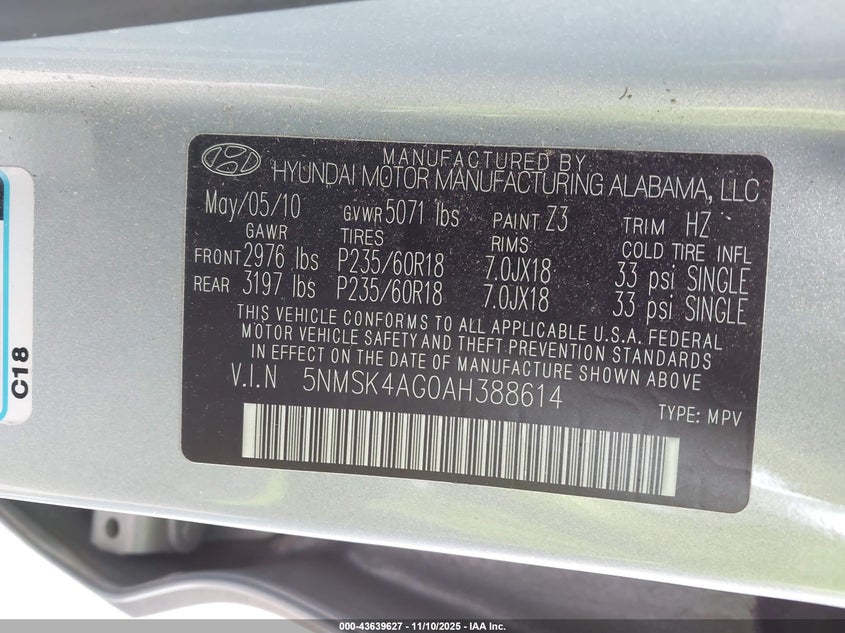 MANUFACTURED BY
HYUNDAI MOTOR MANUFACTURING ALABAMA, LLC
May/05/10 GVWR 5071 lbs PAINT Z3 TRIM HZ
GAWR TIRES RIMS COLD TIRE INFL
FRONT 2976 lbs P235/60R18 7.0JX18 33 psi SINGLE
REAR 3197 lbs P235/60R18 7.0JX18 33 psi SINGLE
THIS VEHICLE CONFORMS TO ALL APPLICABLE U.S.A. FEDERAL
MOTOR VEHICLE SAFETY AND THEFT PREVENTION STANDARDS
IN EFFECT ON THE DATE OF MANUFACTURE SHOWN ABOVE
V.I.N 5NMSK4AG0AH388614
TYPE: MPV
C18
000-43639627 - 11/10/2025 - IAA Inc.